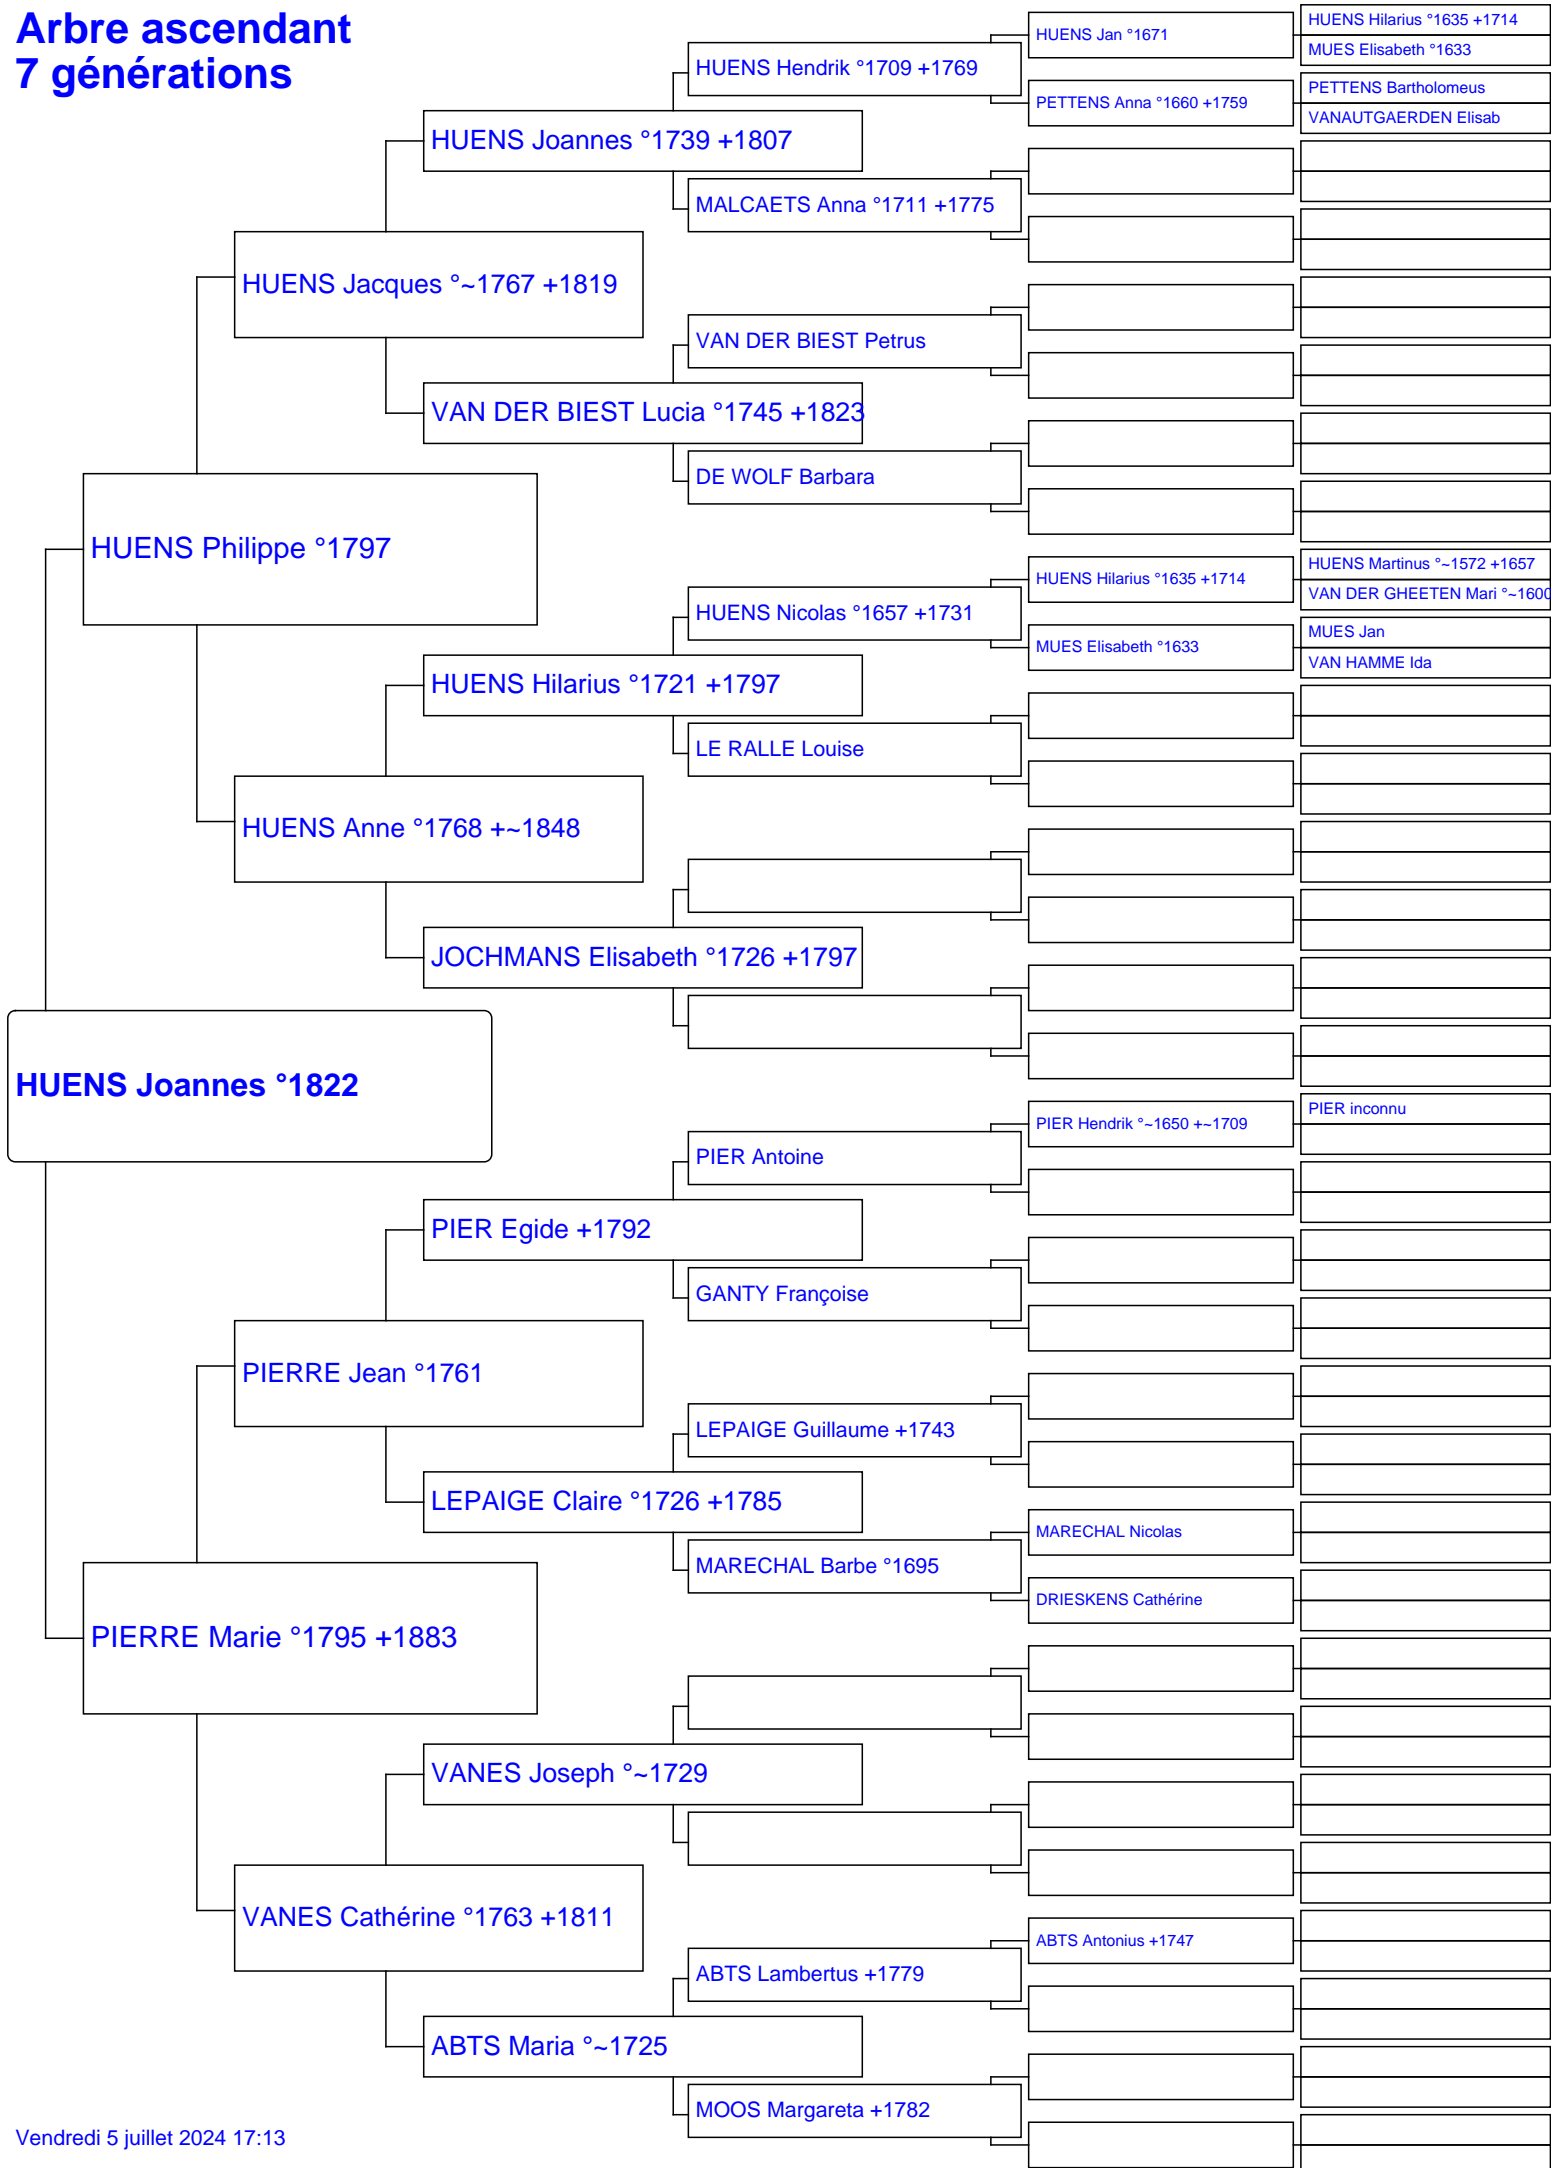 Arbre ascendant
7 générations
HUENS Joannes °1822
HUENS Philippe °1797
PIERRE Marie °1795 +1883
HUENS Jacques °~1767 +1819
HUENS Anne °1768 +~1848
PIERRE Jean °1761
VANES Cathérine °1763 +1811
HUENS Joannes °1739 +1807
VAN DER BIEST Lucia °1745 +1823
HUENS Hilarius °1721 +1797
JOCHMANS Elisabeth °1726 +1797
PIER Egide +1792
LEPAIGE Claire °1726 +1785
VANES Joseph °~1729
ABTS Maria °~1725
HUENS Hendrik °1709 +1769
MALCAETS Anna °1711 +1775
VAN DER BIEST Petrus
DE WOLF Barbara
HUENS Nicolas °1657 +1731
LE RALLE Louise
PIER Antoine
GANTY Françoise
LEPAIGE Guillaume +1743
MARECHAL Barbe °1695
ABTS Lambertus +1779
MOOS Margareta +1782
HUENS Jan °1671
PETTENS Anna °1660 +1759
HUENS Hilarius °1635 +1714
MUES Elisabeth °1633
PIER Hendrik °~1650 +~1709
MARECHAL Nicolas
DRIESKENS Cathérine
ABTS Antonius +1747
HUENS Hilarius °1635 +1714
MUES Elisabeth °1633
PETTENS Bartholomeus
VANAUTGAERDEN Elisab
HUENS Martinus °~1572 +1657
VAN DER GHEETEN Mari °~1600
MUES Jan
VAN HAMME Ida
PIER inconnu
Vendredi 5 juillet 2024 17:13